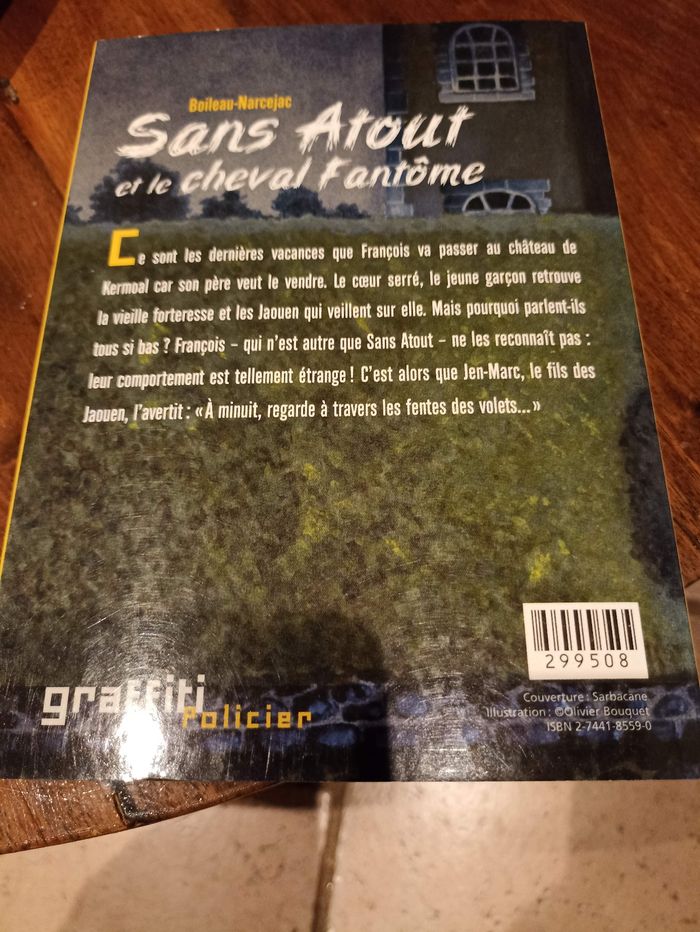 Boileau-Narcejac
Sans Atout
et le cheval Fantôme
Ce sont les dernières vacances que François va passer au château de
Kermoal car son père veut le vendre. Le cœur serré, le jeune garçon retrouve
la vieille forteresse et les Jaouen qui veillent sur elle. Mais pourquoi parlent-ils
tous si bas ? François – qui n'est autre que Sans Atout – ne les reconnaît pas :
leur comportement est tellement étrange ! C'est alors que Jen-Marc, le fils des
Jaouen, l'avertit : « À minuit, regarde à travers les fentes des volets... »
299508
Couverture : Sarbacane
Illustration : ©Olivier Bouquet
ISBN 2-7441-8559-0
graffiti
Policier